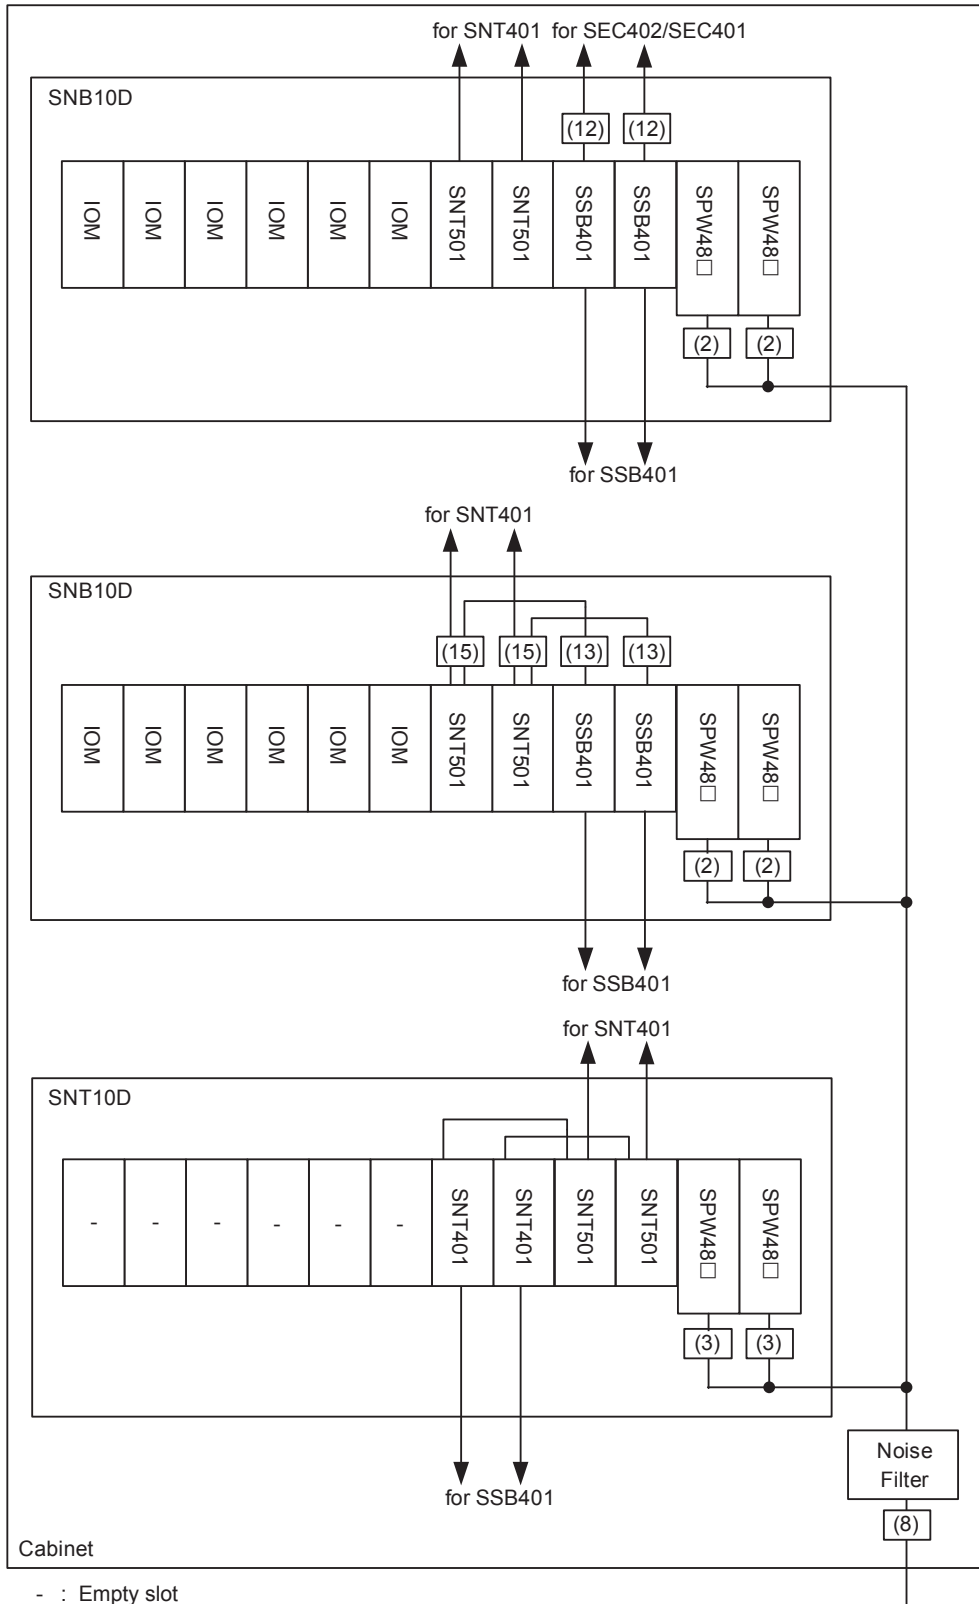 for SNT401 for SEC402/SEC401
SNB10D
(12) (12)
IOM IOM IOM IOM IOM IOM SNT501 SNT501 SSB401 SSB401 SPW48□ SPW48□
(2) (2)
for SSB401
for SNT401
SNB10D
(15) (15) (13) (13)
IOM IOM IOM IOM IOM IOM SNT501 SNT501 SSB401 SSB401 SPW48□ SPW48□
(2) (2)
for SSB401
for SNT401
SNT10D
- - - - - - SNT401 SNT401 SNT501 SNT501 SPW48□ SPW48□
(3) (3)
for SSB401
Noise
Filter
(8)
Cabinet
- : Empty slot